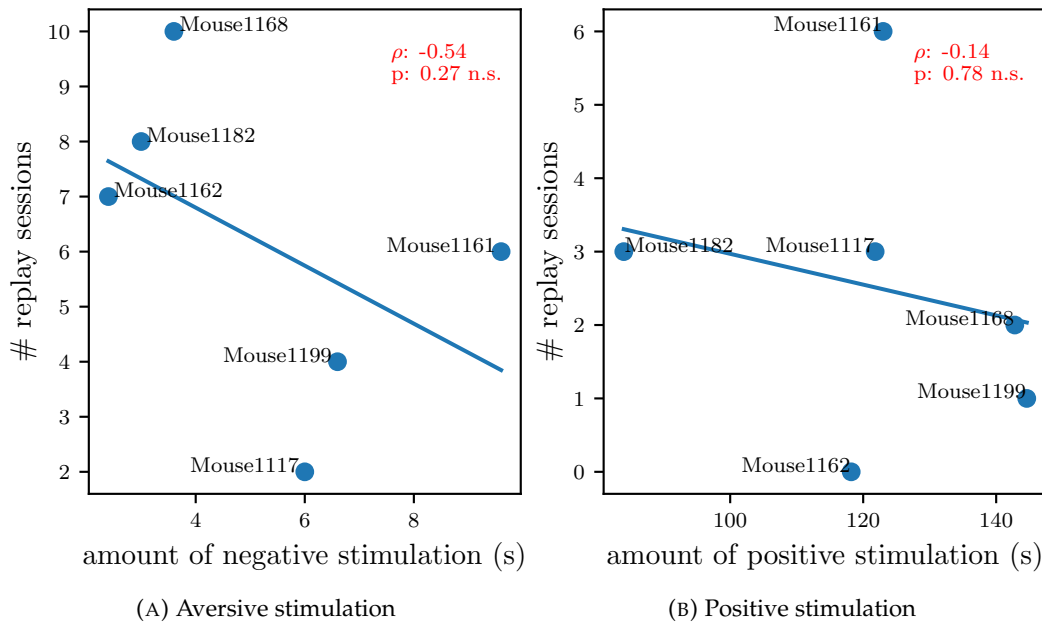 10
9
8
7
6
5
4
3
2
# replay sessions
Mouse1168
ρ: -0.54
p: 0.27 n.s.
Mouse1182
Mouse1162
Mouse1161
Mouse1199
Mouse1117
4 6 8
amount of negative stimulation (s)
(A) Aversive stimulation
6
5
4
3
2
1
0
# replay sessions
Mouse1161
ρ: -0.14
p: 0.78 n.s.
Mouse1182
Mouse1117
Mouse1168
Mouse1199
Mouse1162
100 120 140
amount of positive stimulation (s)
(B) Positive stimulation